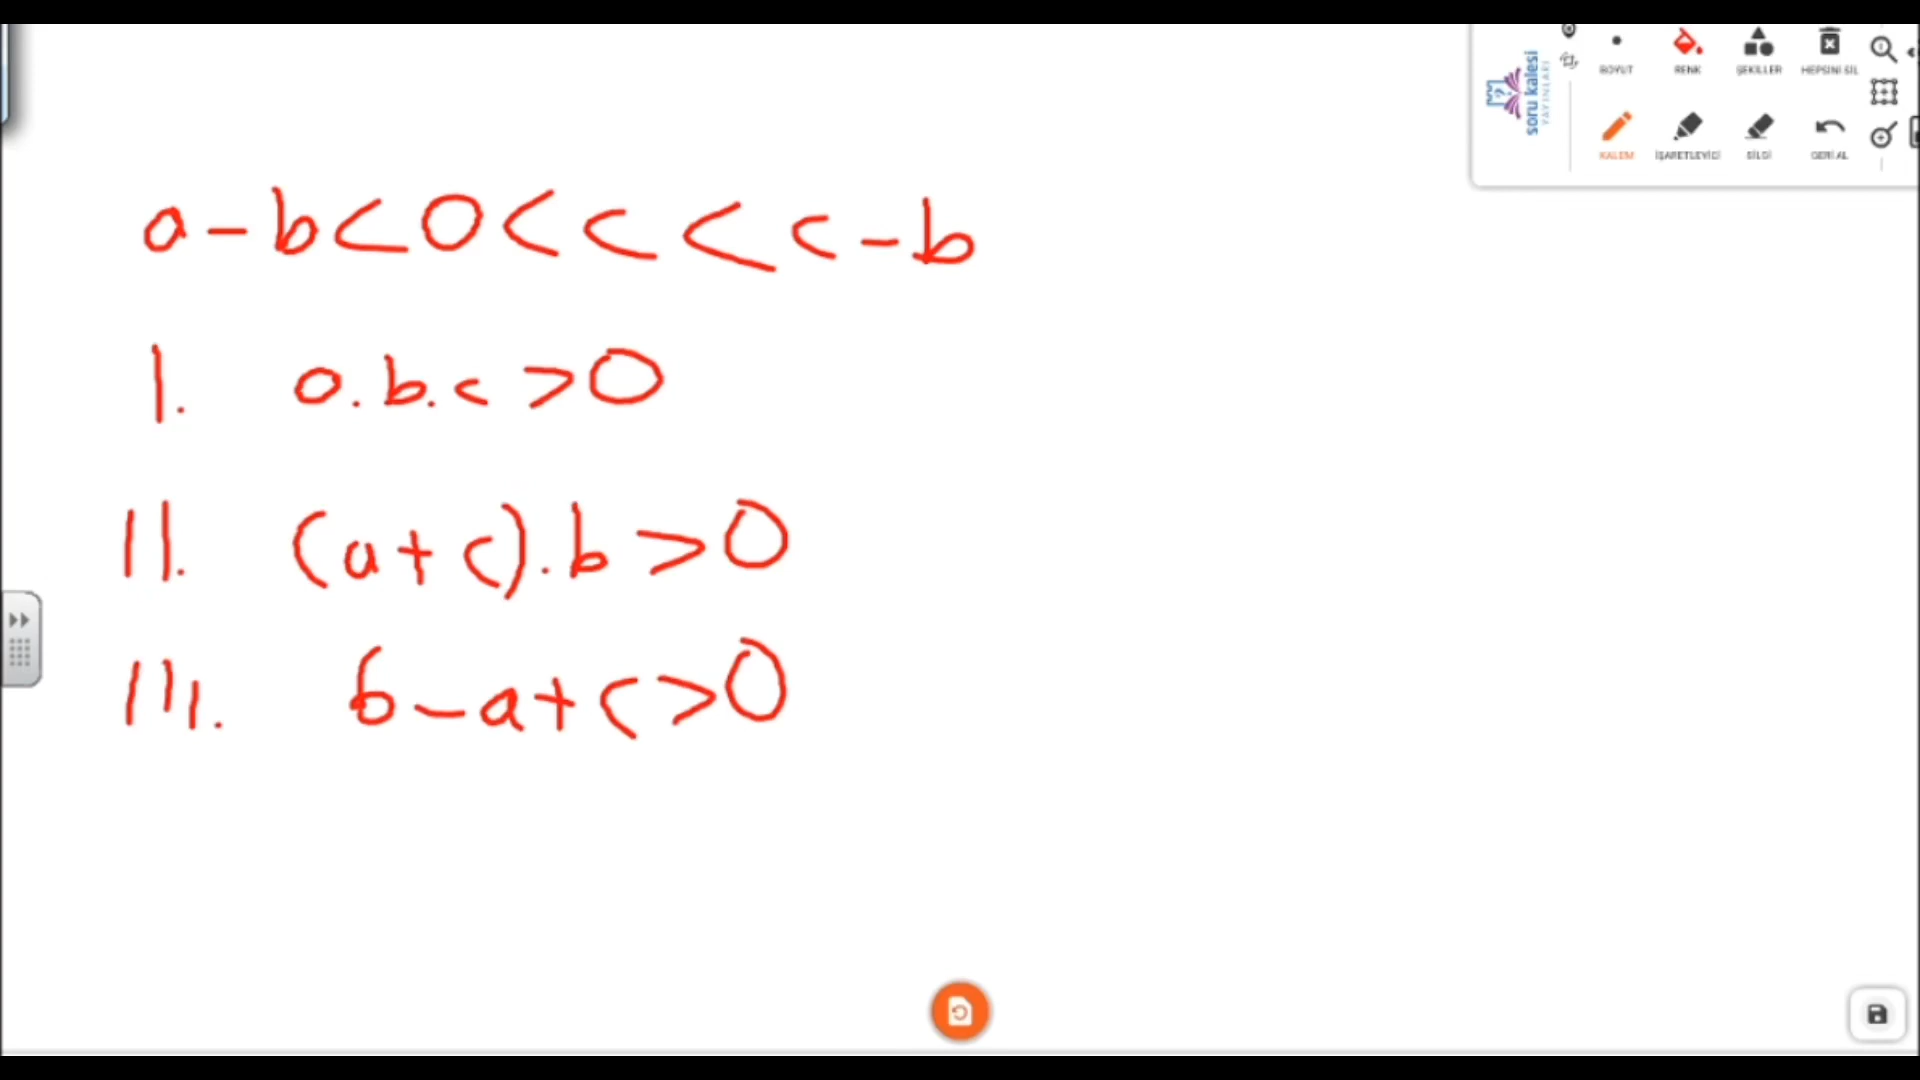 soru kalesi
YAYINLARI
BOYUT
RENK
ŞEKİLLER
HEPSİNİ SİL
KALEM
İŞARETLEYİCİ
SİLGİ
GERİ AL
a-b<0<c<c-b
I. a.b.c>0
II. (a+c).b>0
III. b-a+c>0